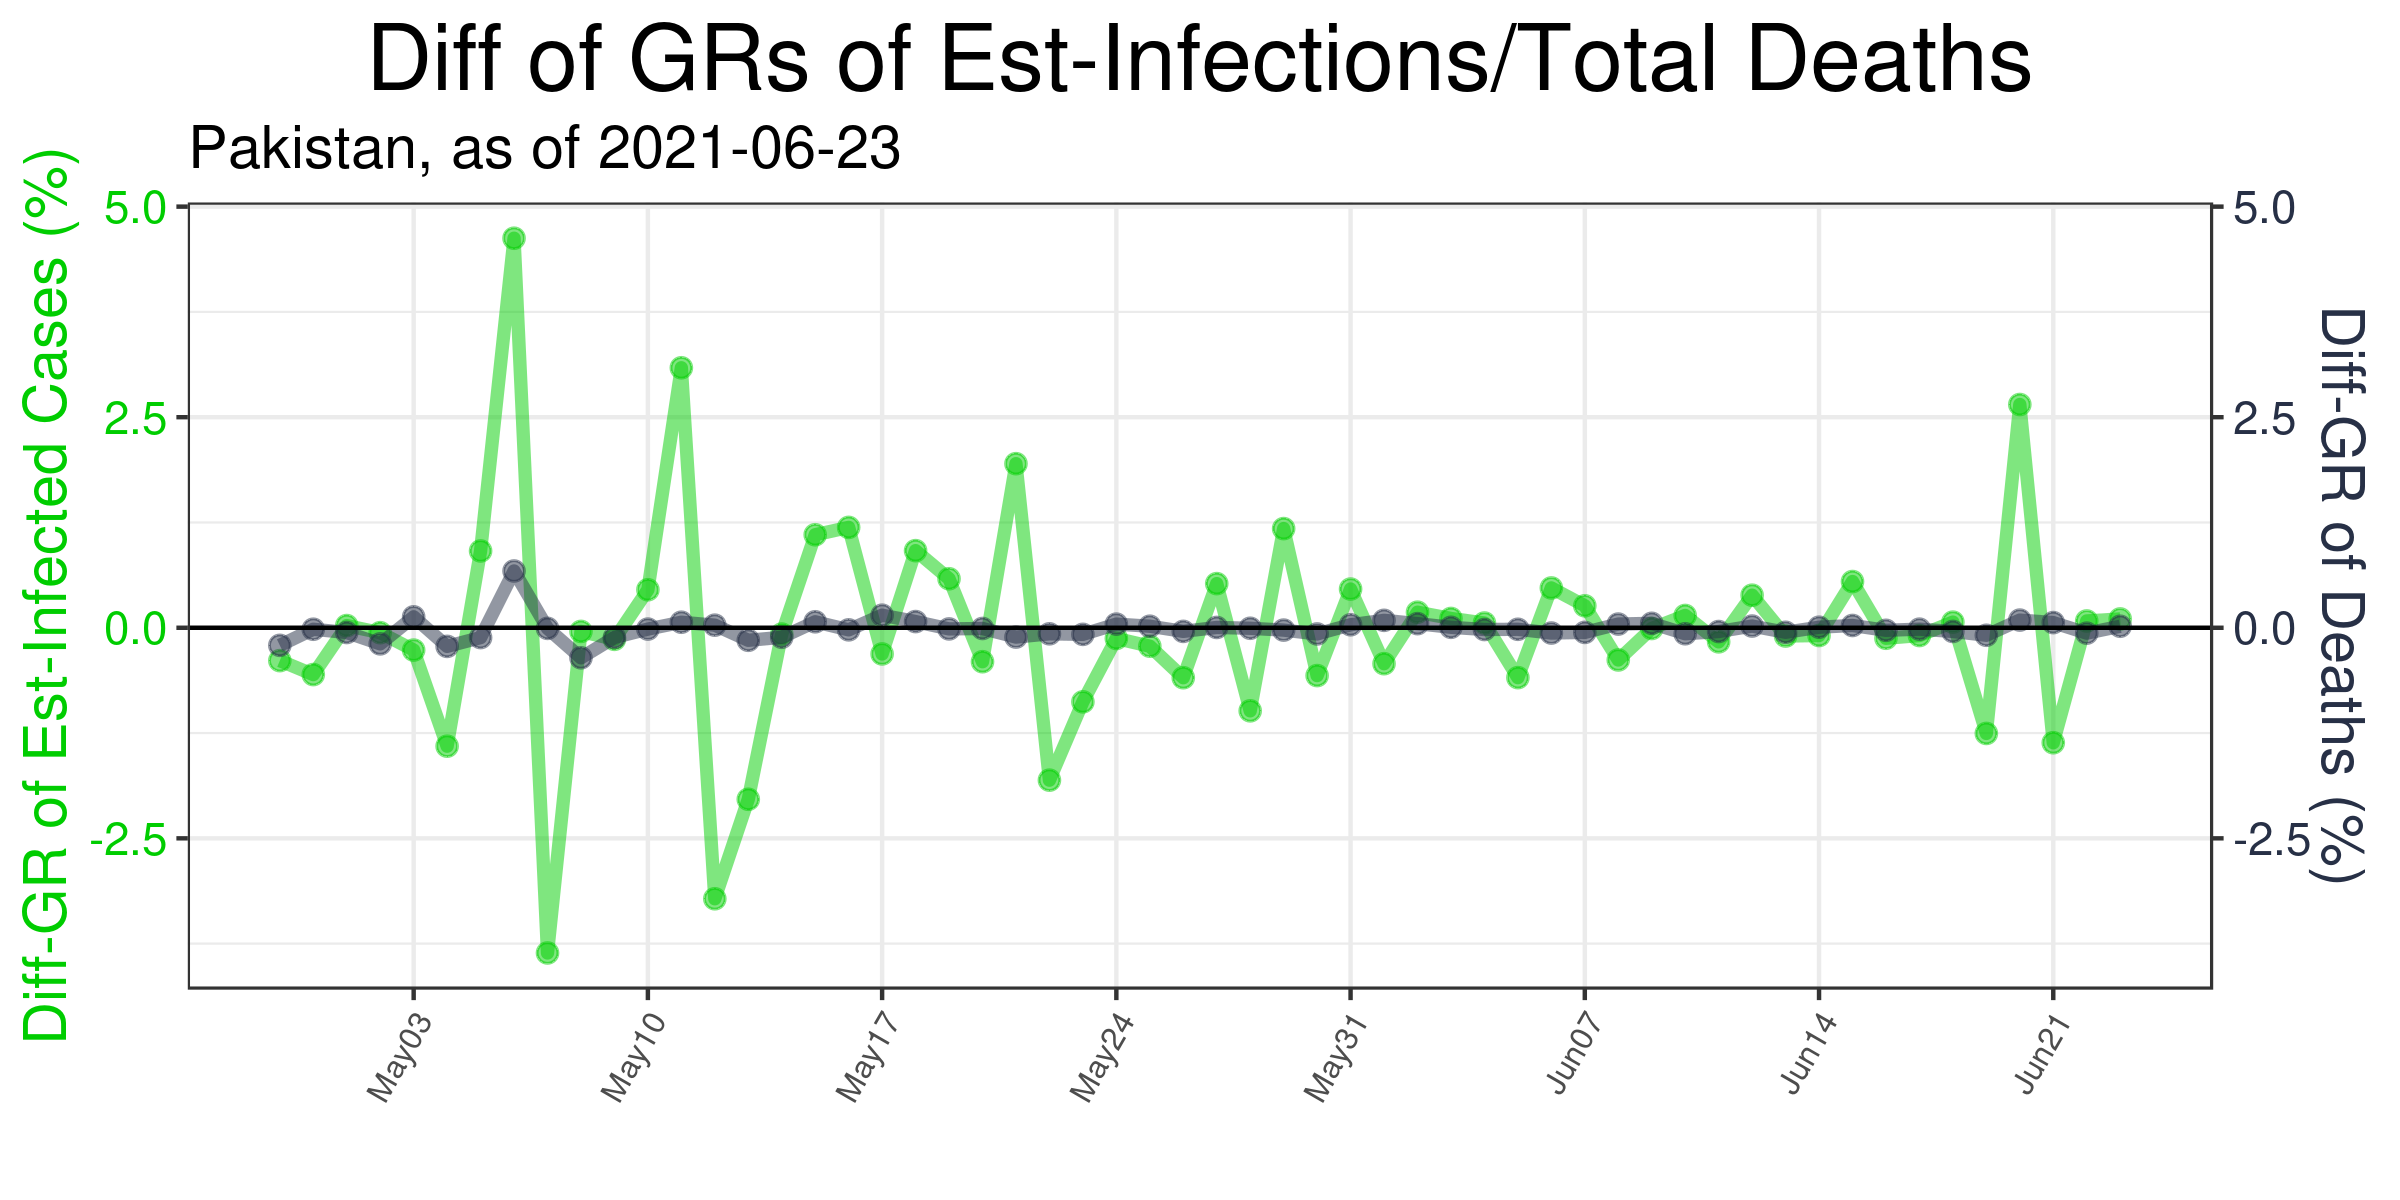 Diff of GRs of Est-Infections/Total Deaths
Pakistan, as of 2021-06-23
Diff-GR of Est-Infected Cases (%)
5.0
2.5
0.0
-2.5
5.0
2.5
0.0
-2.5
Diff-GR of Deaths (%)
May03
May10
May17
May24
May31
Jun07
Jun14
Jun21